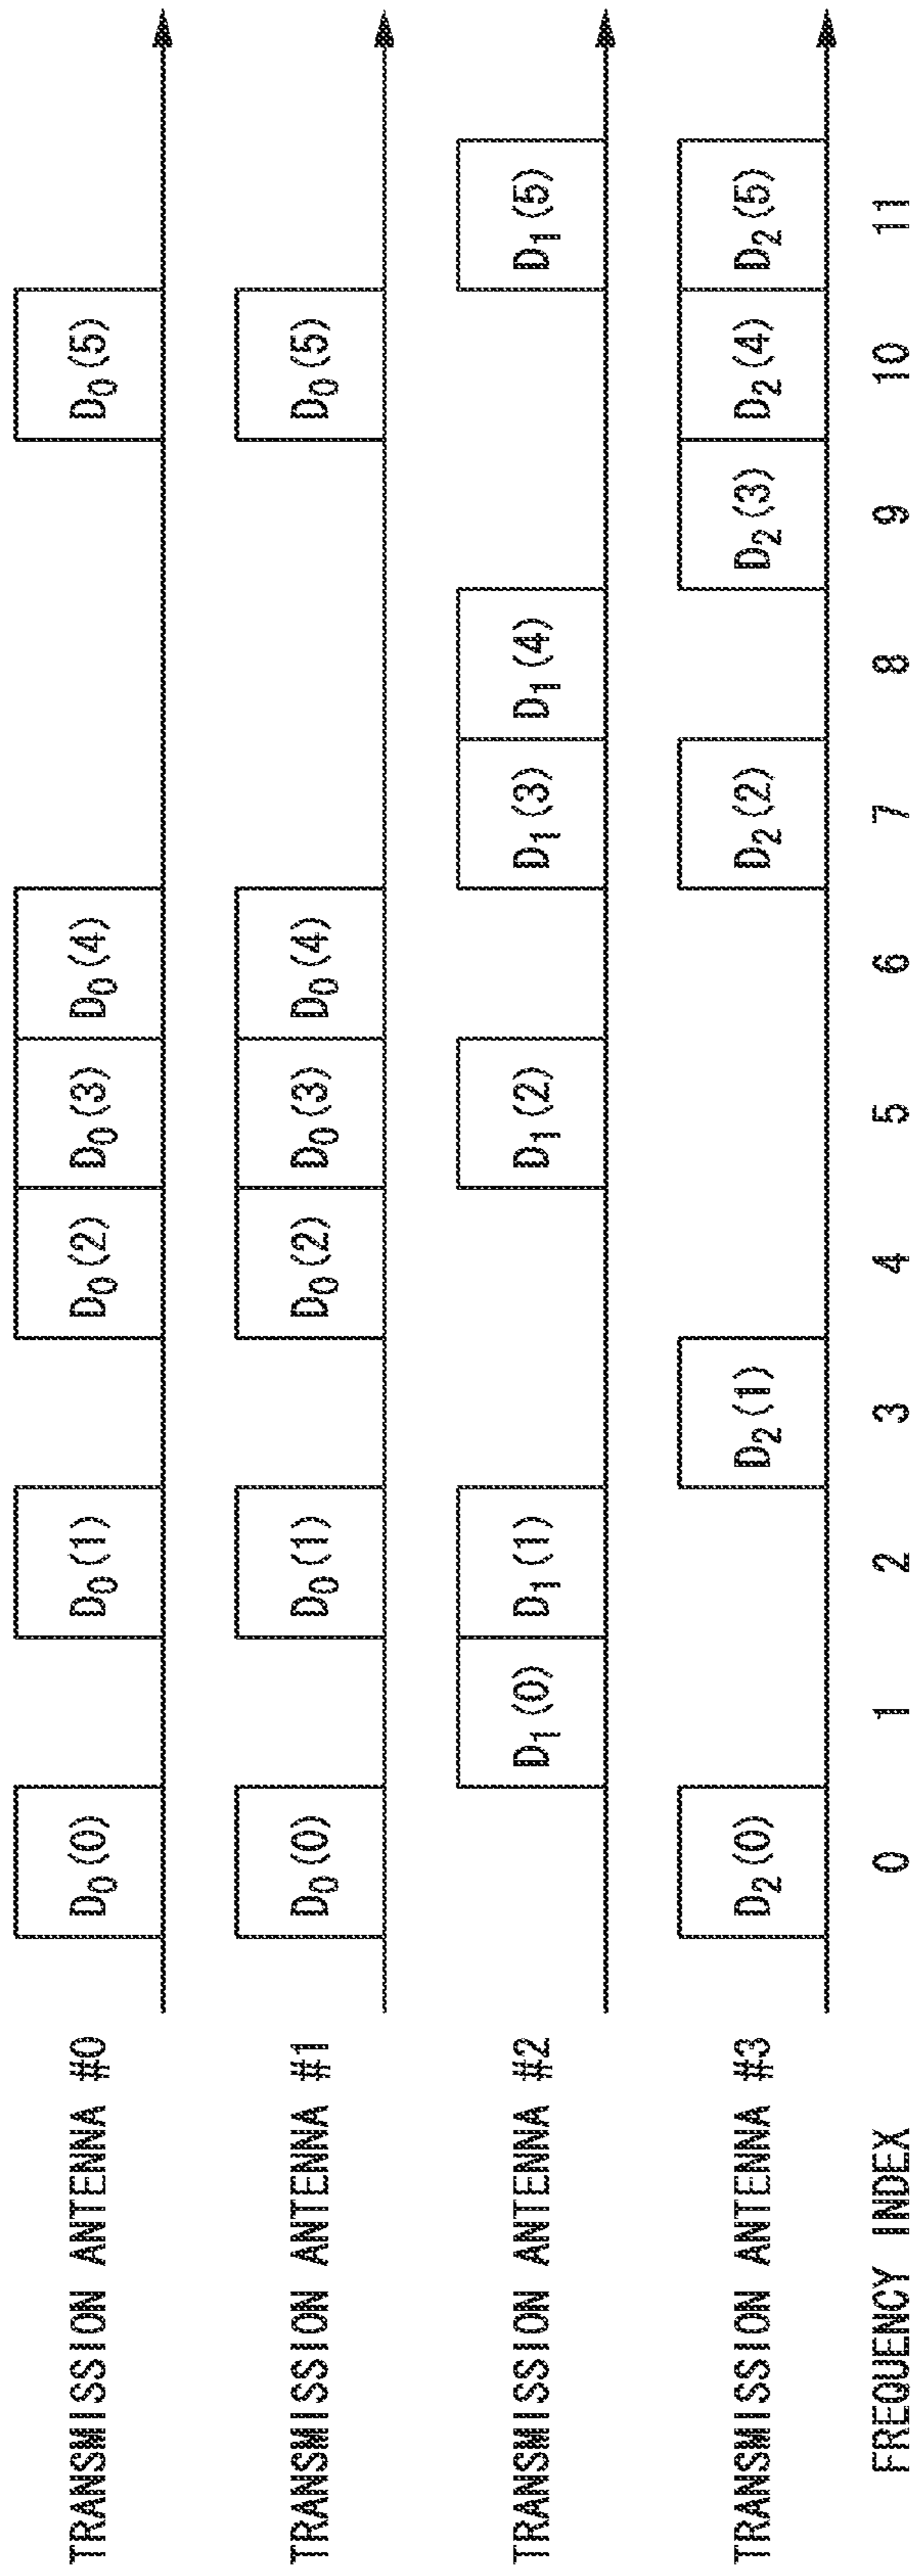 TRANSMISSION ANTENNA #0 D₀(0) D₀(1) D₀(2) D₀(3) D₀(4) D₀(5)
TRANSMISSION ANTENNA #1 D₀(0) D₀(1) D₀(2) D₀(3) D₀(4) D₀(5)
TRANSMISSION ANTENNA #2 D₁(0) D₁(1) D₁(2) D₁(3) D₁(4) D₁(5)
TRANSMISSION ANTENNA #3 D₂(0) D₂(1) D₂(2) D₂(3) D₂(4) D₂(5)
FREQUENCY INDEX 0 1 2 3 4 5 6 7 8 9 10 11